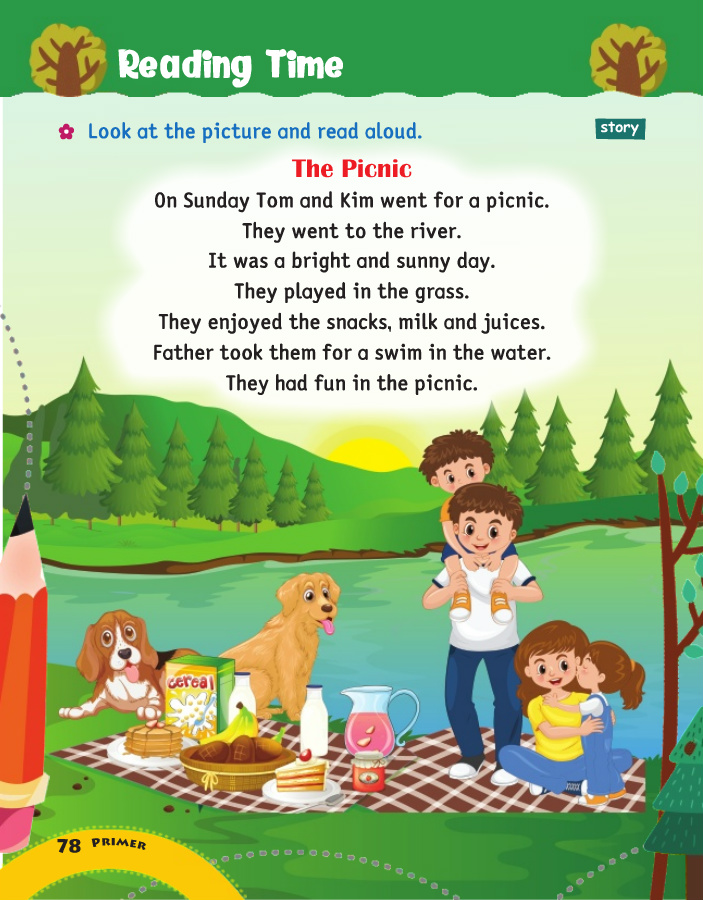 Reading Time
Look at the picture and read aloud.
story
The Picnic
On Sunday Tom and Kim went for a picnic.
They went to the river.
It was a bright and sunny day.
They played in the grass.
They enjoyed the snacks, milk and juices.
Father took them for a swim in the water.
They had fun in the picnic.
cereal
78 PRIMER